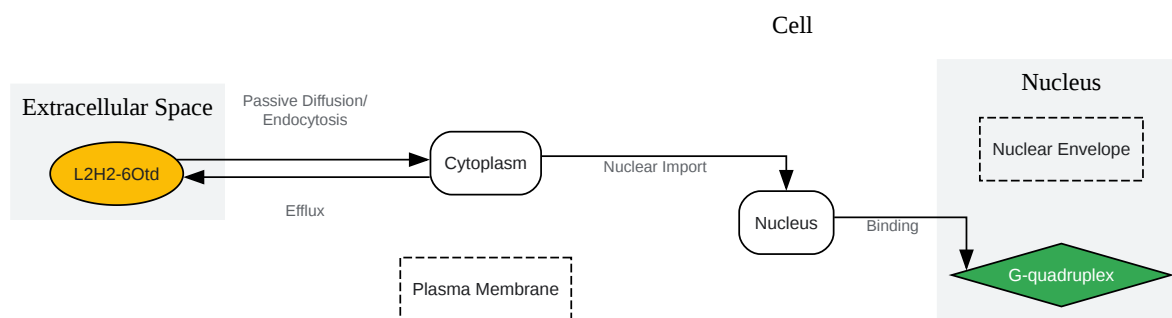 Cell
Extracellular Space
L2H2-6Otd
Passive Diffusion/
Endocytosis
Efflux
Cytoplasm
Plasma Membrane
Nuclear Import
Nucleus
Binding
Nucleus
Nuclear Envelope
G-quadruplex